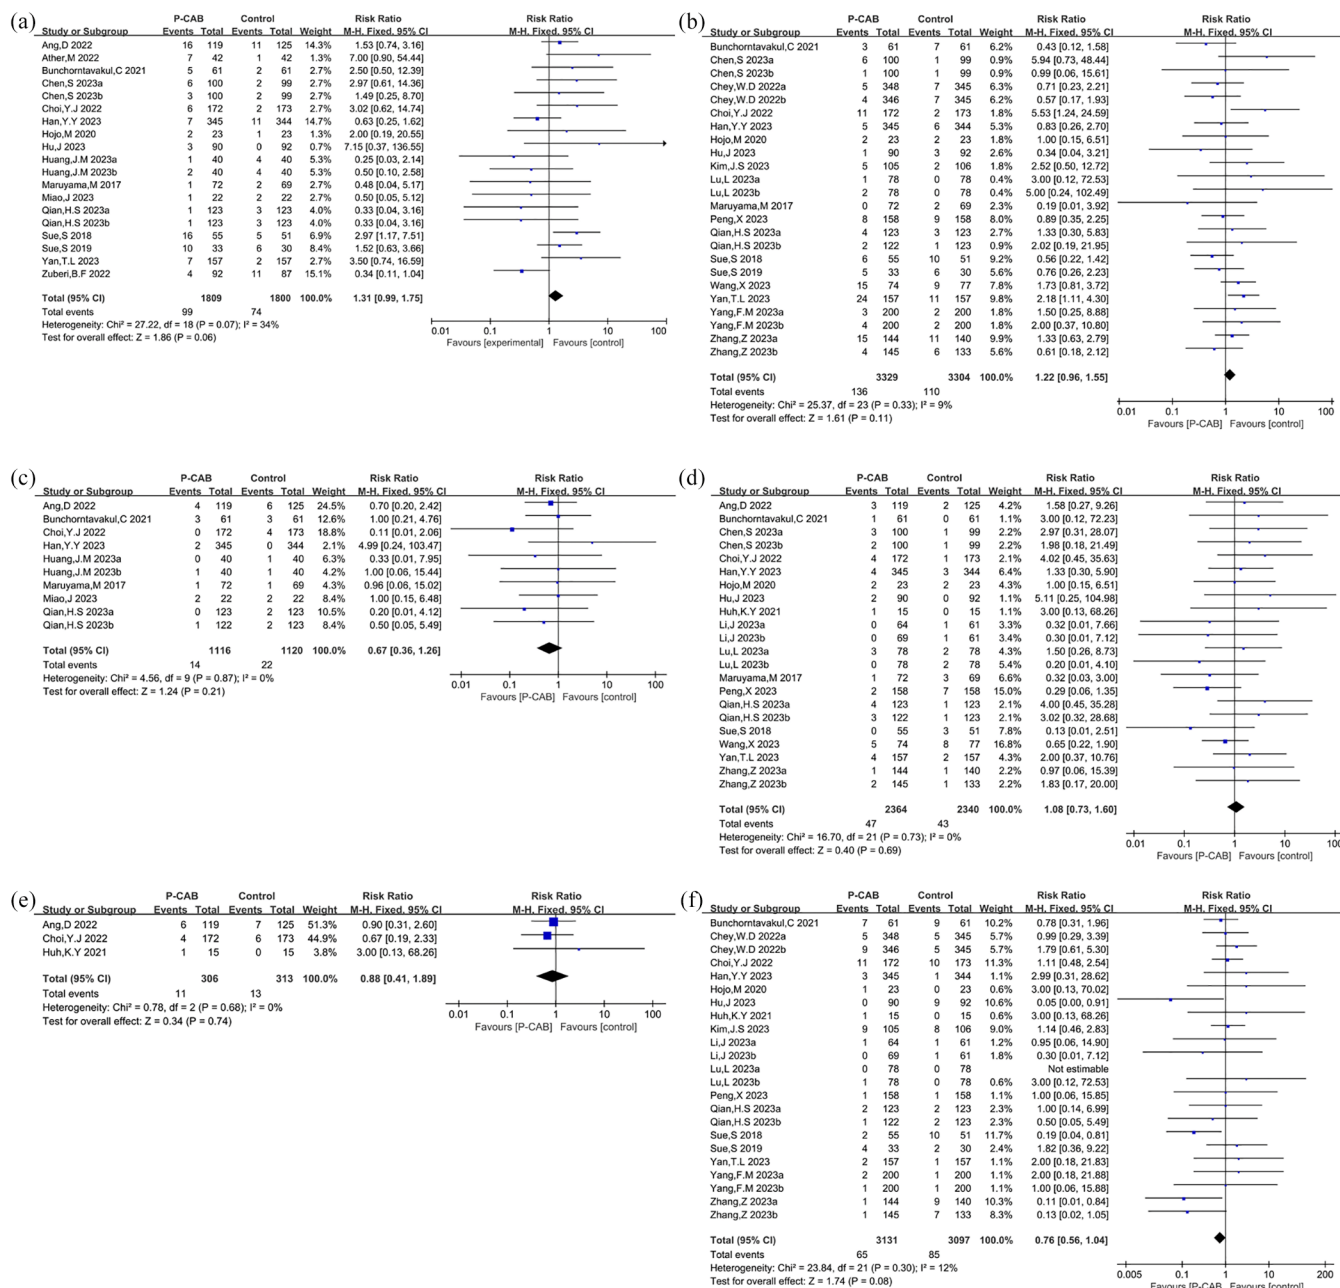 (a)
P-CAB Control Risk Ratio Risk Ratio
Study or Subgroup Events Total Events Total Weight M-H. Fixed. 95% CI M-H. Fixed. 95% CI
Ang,D 2022 16 119 11 125 14.3% 1.53 [0.74, 3.16]
Ather,M 2022 7 42 1 42 1.3% 7.00 [0.90, 54.44]
Bunchorntavakul,C 2021 5 61 2 61 2.6% 2.50 [0.50, 12.39]
Chen,S 2023a 6 100 2 99 2.7% 2.97 [0.61, 14.36]
Chen,S 2023b 3 100 2 99 2.7% 1.49 [0.25, 8.70]
Choi,Y.J 2022 6 172 2 173 2.7% 3.02 [0.62, 14.74]
Han,Y.Y 2023 7 345 11 344 14.7% 0.63 [0.25, 1.62]
Hojo,M 2020 2 23 1 23 1.3% 2.00 [0.19, 20.55]
Hu,J 2023 3 90 0 92 0.7% 7.15 [0.37, 136.55]
Huang,J.M 2023a 1 40 4 40 5.3% 0.25 [0.03, 2.14]
Huang,J.M 2023b 2 40 4 40 5.3% 0.50 [0.10, 2.58]
Maruyama,M 2017 1 72 2 69 2.7% 0.48 [0.04, 5.17]
Miao,J 2023 1 22 2 22 2.7% 0.50 [0.05, 5.12]
Qian,H.S 2023a 1 123 3 123 4.0% 0.33 [0.04, 3.16]
Qian,H.S 2023b 1 123 3 123 4.0% 0.33 [0.04, 3.16]
Sue,S 2018 16 55 5 51 6.9% 2.97 [1.17, 7.51]
Sue,S 2019 10 33 6 30 8.4% 1.52 [0.63, 3.66]
Yan,T.L 2023 7 157 2 157 2.7% 3.50 [0.74, 16.59]
Zuberi,B.F 2022 4 92 11 87 15.1% 0.34 [0.11, 1.04]
Total (95% CI) 1809 1800 100.0% 1.31 [0.99, 1.75]
Total events 99 74
Heterogeneity: Chi² = 27.22, df = 18 (P = 0.07); I² = 34%
Test for overall effect: Z = 1.86 (P = 0.06)
0.01 0.1 1 10 100
Favours [experimental] Favours [control]
(b)
P-CAB Control Risk Ratio Risk Ratio
Study or Subgroup Events Total Events Total Weight M-H. Fixed. 95% CI M-H. Fixed. 95% CI
Bunchorntavakul,C 2021 3 61 7 61 6.2% 0.43 [0.12, 1.58]
Chen,S 2023a 6 100 1 99 0.9% 5.94 [0.73, 48.44]
Chen,S 2023b 1 100 1 99 0.9% 0.99 [0.06, 15.61]
Chey,W.D 2022a 5 348 7 345 6.2% 0.71 [0.23, 2.21]
Chey,W.D 2022b 4 346 7 345 6.2% 0.57 [0.17, 1.93]
Choi,Y.J 2022 11 172 2 173 1.8% 5.53 [1.24, 24.59]
Han,Y.Y 2023 5 345 6 344 5.3% 0.83 [0.26, 2.70]
Hojo,M 2020 2 23 2 23 1.8% 1.00 [0.15, 6.51]
Hu,J 2023 1 90 3 92 2.6% 0.34 [0.04, 3.21]
Kim,J.S 2023 5 105 2 106 1.8% 2.52 [0.50, 12.72]
Lu,L 2023a 1 78 0 78 0.4% 3.00 [0.12, 72.53]
Lu,L 2023b 2 78 0 78 0.4% 5.00 [0.24, 102.49]
Maruyama,M 2017 0 72 2 69 2.3% 0.19 [0.01, 3.92]
Peng,X 2023 8 158 9 158 7.9% 0.89 [0.35, 2.25]
Qian,H.S 2023a 4 123 3 123 2.6% 1.33 [0.30, 5.83]
Qian,H.S 2023b 2 122 1 123 0.9% 2.02 [0.19, 21.95]
Sue,S 2018 6 55 10 51 9.2% 0.56 [0.22, 1.42]
Sue,S 2019 5 33 6 30 5.6% 0.76 [0.26, 2.23]
Wang,X 2023 15 74 9 77 7.8% 1.73 [0.81, 3.72]
Yan,T.L 2023 24 157 11 157 9.7% 2.18 [1.11, 4.30]
Yang,F.M 2023a 3 200 2 200 1.8% 1.50 [0.25, 8.88]
Yang,F.M 2023b 4 200 2 200 1.8% 2.00 [0.37, 10.80]
Zhang,Z 2023a 15 144 11 140 9.9% 1.33 [0.63, 2.79]
Zhang,Z 2023b 4 145 6 133 5.6% 0.61 [0.18, 2.12]
Total (95% CI) 3329 3304 100.0% 1.22 [0.96, 1.55]
Total events 136 110
Heterogeneity: Chi² = 25.37, df = 23 (P = 0.33); I² = 9%
Test for overall effect: Z = 1.61 (P = 0.11)
0.01 0.1 1 10 100
Favours [P-CAB] Favours [control]
(c)
P-CAB Control Risk Ratio Risk Ratio
Study or Subgroup Events Total Events Total Weight M-H. Fixed. 95% CI M-H. Fixed. 95% CI
Ang,D 2022 4 119 6 125 24.5% 0.70 [0.20, 2.42]
Bunchorntavakul,C 2021 3 61 3 61 12.6% 1.00 [0.21, 4.76]
Choi,Y.J 2022 0 172 4 173 18.8% 0.11 [0.01, 2.06]
Han,Y.Y 2023 2 345 0 344 2.1% 4.99 [0.24, 103.47]
Huang,J.M 2023a 0 40 1 40 6.3% 0.33 [0.01, 7.95]
Huang,J.M 2023b 1 40 1 40 4.2% 1.00 [0.06, 15.44]
Maruyama,M 2017 1 72 1 69 4.3% 0.96 [0.06, 15.02]
Miao,J 2023 2 22 2 22 8.4% 1.00 [0.15, 6.48]
Qian,H.S 2023a 0 123 2 123 10.5% 0.20 [0.01, 4.12]
Qian,H.S 2023b 1 122 2 123 8.4% 0.50 [0.05, 5.49]
Total (95% CI) 1116 1120 100.0% 0.67 [0.36, 1.26]
Total events 14 22
Heterogeneity: Chi² = 4.56, df = 9 (P = 0.87); I² = 0%
Test for overall effect: Z = 1.24 (P = 0.21)
0.01 0.1 1 10 100
Favours [P-CAB] Favours [control]
(d)
P-CAB Control Risk Ratio Risk Ratio
Study or Subgroup Events Total Events Total Weight M-H. Fixed. 95% CI M-H. Fixed. 95% CI
Ang,D 2022 3 119 2 125 4.2% 1.58 [0.27, 9.26]
Bunchorntavakul,C 2021 1 61 0 61 1.1% 3.00 [0.12, 72.23]
Chen,S 2023a 3 100 1 99 2.2% 2.97 [0.31, 28.07]
Chen,S 2023b 2 100 1 99 2.2% 1.98 [0.18, 21.49]
Choi,Y.J 2022 4 172 1 173 2.1% 4.02 [0.45, 35.63]
Han,Y.Y 2023 4 345 3 344 6.4% 1.33 [0.30, 5.90]
Hojo,M 2020 2 23 2 23 4.3% 1.00 [0.15, 6.51]
Hu,J 2023 2 90 0 92 1.1% 5.11 [0.25, 104.98]
Huh,K.Y 2021 1 15 0 15 1.1% 3.00 [0.13, 68.26]
Li,J 2023a 0 64 1 61 3.3% 0.32 [0.01, 7.66]
Li,J 2023b 0 69 1 61 3.4% 0.30 [0.01, 7.12]
Lu,L 2023a 3 78 2 78 4.3% 1.50 [0.26, 8.73]
Lu,L 2023b 0 78 2 78 5.4% 0.20 [0.01, 4.10]
Maruyama,M 2017 1 72 3 69 6.6% 0.32 [0.03, 3.00]
Peng,X 2023 2 158 7 158 15.0% 0.29 [0.06, 1.35]
Qian,H.S 2023a 4 123 1 123 2.1% 4.00 [0.45, 35.28]
Qian,H.S 2023b 3 122 1 123 2.1% 3.02 [0.32, 28.68]
Sue,S 2018 0 55 3 51 7.8% 0.13 [0.01, 2.51]
Wang,X 2023 5 74 8 77 16.8% 0.65 [0.22, 1.90]
Yan,T.L 2023 4 157 2 157 4.3% 2.00 [0.37, 10.76]
Zhang,Z 2023a 1 144 1 140 2.2% 0.97 [0.06, 15.39]
Zhang,Z 2023b 2 145 1 133 2.2% 1.83 [0.17, 20.00]
Total (95% CI) 2364 2340 100.0% 1.08 [0.73, 1.60]
Total events 47 43
Heterogeneity: Chi² = 16.70, df = 21 (P = 0.73); I² = 0%
Test for overall effect: Z = 0.40 (P = 0.69)
0.01 0.1 1 10 100
Favours [P-CAB] Favours [control]
(e)
P-CAB Control Risk Ratio Risk Ratio
Study or Subgroup Events Total Events Total Weight M-H. Fixed. 95% CI M-H. Fixed. 95% CI
Ang,D 2022 6 119 7 125 51.3% 0.90 [0.31, 2.60]
Choi,Y.J 2022 4 172 6 173 44.9% 0.67 [0.19, 2.33]
Huh,K.Y 2021 1 15 0 15 3.8% 3.00 [0.13, 68.26]
Total (95% CI) 306 313 100.0% 0.88 [0.41, 1.89]
Total events 11 13
Heterogeneity: Chi² = 0.78, df = 2 (P = 0.68); I² = 0%
Test for overall effect: Z = 0.34 (P = 0.74)
0.01 0.1 1 10 100
Favours [P-CAB] Favours [control]
(f)
P-CAB Control Risk Ratio Risk Ratio
Study or Subgroup Events Total Events Total Weight M-H. Fixed. 95% CI M-H. Fixed. 95% CI
Bunchorntavakul,C 2021 7 61 9 61 10.2% 0.78 [0.31, 1.96]
Chey,W.D 2022a 5 348 5 345 5.7% 0.99 [0.29, 3.39]
Chey,W.D 2022b 9 346 5 345 5.7% 1.79 [0.61, 5.30]
Choi,Y.J 2022 11 172 10 173 11.3% 1.11 [0.48, 2.54]
Han,Y.Y 2023 3 345 1 344 1.1% 2.99 [0.31, 28.62]
Hojo,M 2020 1 23 0 23 0.6% 3.00 [0.13, 70.02]
Hu,J 2023 0 90 9 92 10.6% 0.05 [0.00, 0.91]
Huh,K.Y 2021 1 15 0 15 0.6% 3.00 [0.13, 68.26]
Kim,J.S 2023 9 105 8 106 9.0% 1.14 [0.46, 2.83]
Li,J 2023a 1 64 1 61 1.2% 0.95 [0.06, 14.90]
Li,J 2023b 0 69 1 61 1.8% 0.30 [0.01, 7.12]
Lu,L 2023a 0 78 0 78 Not estimable
Lu,L 2023b 1 78 0 78 0.6% 3.00 [0.12, 72.53]
Peng,X 2023 1 158 1 158 1.1% 1.00 [0.06, 15.85]
Qian,H.S 2023a 2 123 2 123 2.3% 1.00 [0.14, 6.99]
Qian,H.S 2023b 1 122 2 123 2.3% 0.50 [0.05, 5.49]
Sue,S 2018 2 55 10 51 11.7% 0.19 [0.04, 0.81]
Sue,S 2019 4 33 2 30 2.4% 1.82 [0.36, 9.22]
Yan,T.L 2023 2 157 1 157 1.1% 2.00 [0.18, 21.83]
Yang,F.M 2023a 2 200 1 200 1.1% 2.00 [0.18, 21.88]
Yang,F.M 2023b 1 200 1 200 1.1% 1.00 [0.06, 15.88]
Zhang,Z 2023a 1 144 9 140 10.3% 0.11 [0.01, 0.84]
Zhang,Z 2023b 1 145 7 133 8.3% 0.13 [0.02, 1.05]
Total (95% CI) 3131 3097 100.0% 0.76 [0.56, 1.04]
Total events 65 85
Heterogeneity: Chi² = 23.84, df = 21 (P = 0.30); I² = 12%
Test for overall effect: Z = 1.74 (P = 0.08)
0.005 0.1 1 10 200
Favours [P-CAB] Favours [control]